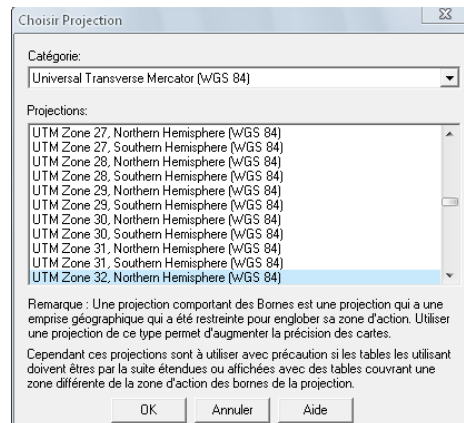 Choisir Projection
Catégorie:
Universal Transverse Mercator (WGS 84)
Projections:
UTM Zone 27, Northern Hemisphere (WGS 84)
UTM Zone 27, Southern Hemisphere (WGS 84)
UTM Zone 28, Northern Hemisphere (WGS 84)
UTM Zone 28, Southern Hemisphere (WGS 84)
UTM Zone 29, Northern Hemisphere (WGS 84)
UTM Zone 29, Southern Hemisphere (WGS 84)
UTM Zone 30, Northern Hemisphere (WGS 84)
UTM Zone 30, Southern Hemisphere (WGS 84)
UTM Zone 31, Northern Hemisphere (WGS 84)
UTM Zone 31, Southern Hemisphere (WGS 84)
UTM Zone 32, Northern Hemisphere (WGS 84)
Remarque : Une projection comportant des Bornes est une projection qui a une
emprise géographique qui a été restreinte pour englober sa zone d'action. Utiliser
une projection de ce type permet d'augmenter la précision des cartes.
Cependant ces projections sont à utiliser avec précaution si les tables les utilisant
doivent êtres par la suite étendues ou affichées avec des tables couvrant une
zone différente de la zone d'action des bornes de la projection.
OK Annuler Aide